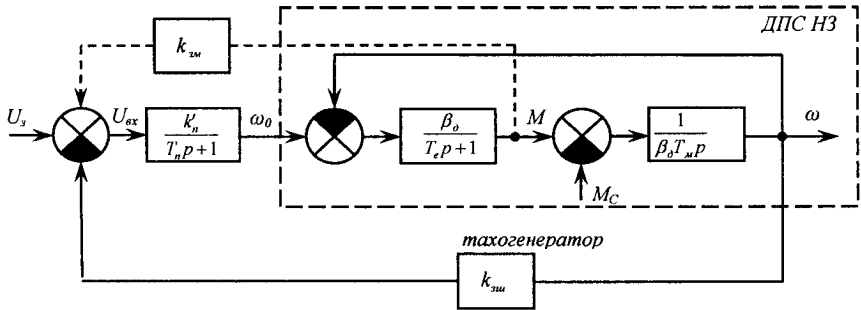 ДПС НЗ
k_зм
U_з
U_вх
k'_п
T_п p + 1
ω_0
β_д
T_е p + 1
M
1
β_д T_м p
ω
M_С
тахогенератор
k_зш